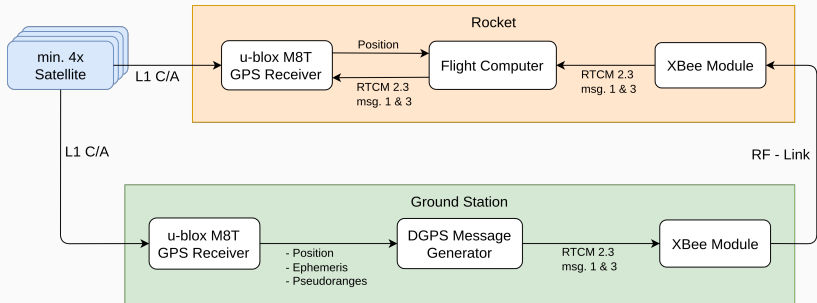 Rocket
min. 4x
Satellite
L1 C/A
u-blox M8T
GPS Receiver
Position
RTCM 2.3
msg. 1 & 3
Flight Computer
RTCM 2.3
msg. 1 & 3
XBee Module
L1 C/A
RF - Link
Ground Station
u-blox M8T
GPS Receiver
- Position
- Ephemeris
- Pseudoranges
DGPS Message
Generator
RTCM 2.3
msg. 1 & 3
XBee Module